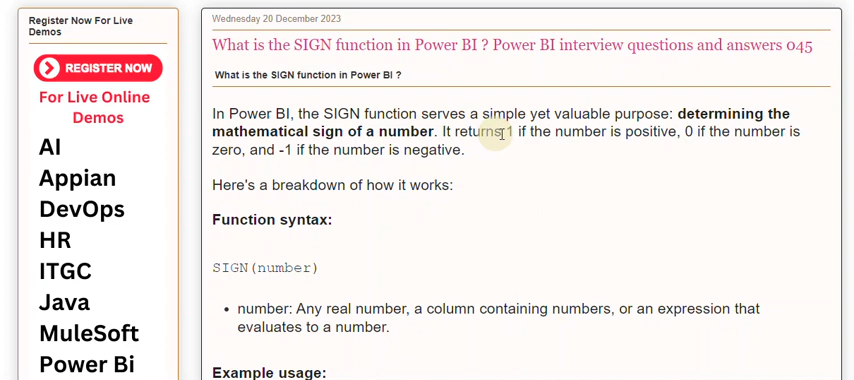 Register Now For Live
Demos
REGISTER NOW
For Live Online
Demos
AI
Appian
DevOps
HR
ITGC
Java
MuleSoft
Power Bi
Wednesday 20 December 2023
What is the SIGN function in Power BI ? Power BI interview questions and answers 045
What is the SIGN function in Power BI ?
In Power BI, the SIGN function serves a simple yet valuable purpose: determining the
mathematical sign of a number. It returns 1 if the number is positive, 0 if the number is
zero, and -1 if the number is negative.
Here's a breakdown of how it works:
Function syntax:
SIGN(number)
• number: Any real number, a column containing numbers, or an expression that
evaluates to a number.
Example usage: